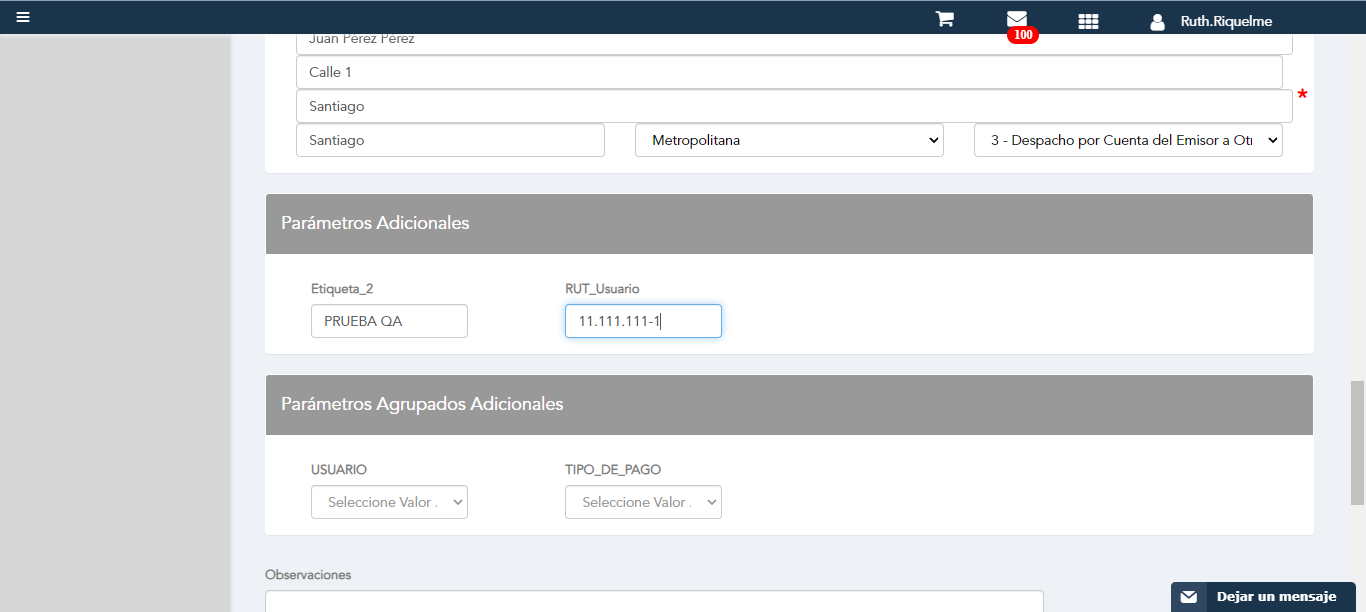 Ruth.Riquelme
100
Juan Perez Perez
Calle 1
Santiago
*
Santiago Metropolitana 3 - Despacho por Cuenta del Emisor a Otr
Parámetros Adicionales
Etiqueta_2 RUT_Usuario
PRUEBA QA 11.111.111-1
Parámetros Agrupados Adicionales
USUARIO TIPO_DE_PAGO
Seleccione Valor . Seleccione Valor .
Observaciones
Dejar un mensaje